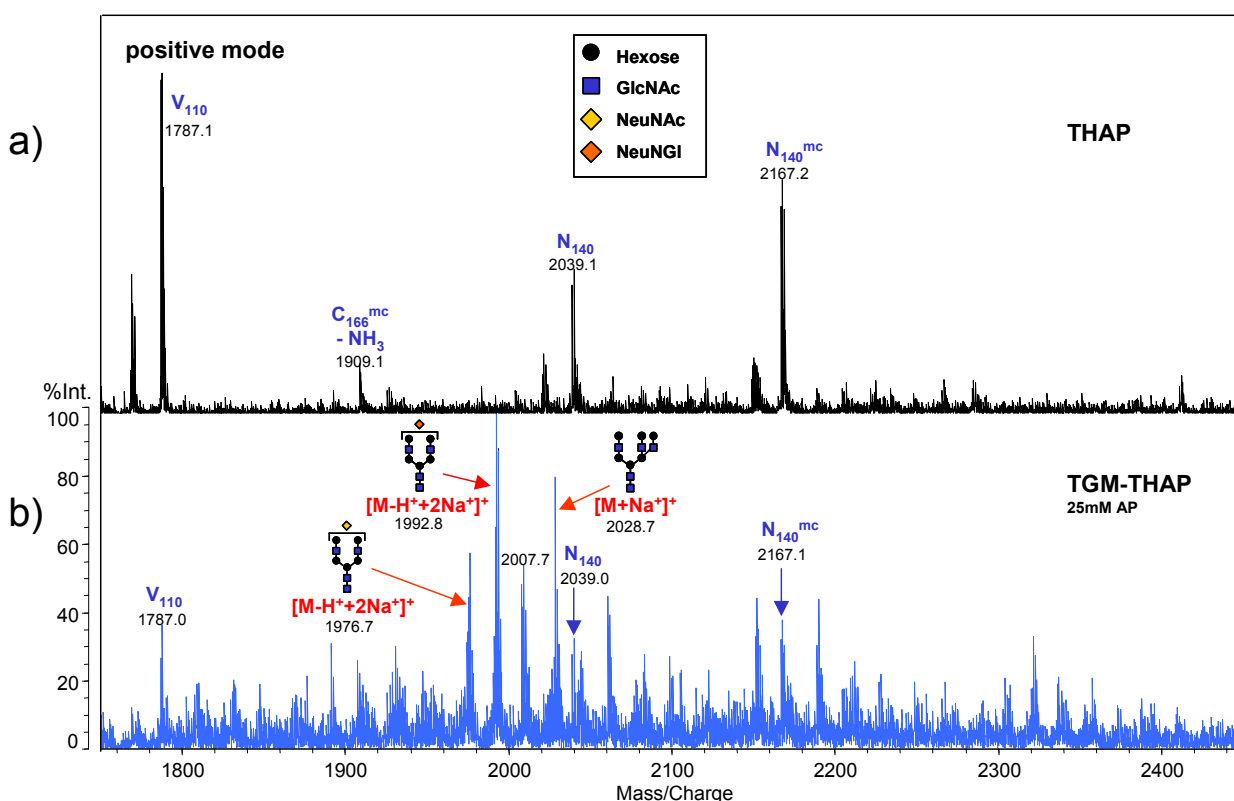 positive mode
Hexose
GlcNAc
NeuNAc
NeuNGl
a)
THAP
V110
1787.1
N140mc
2167.2
N140
2039.1
C166mc
- NH3
1909.1
%Int.
100
80
60
40
20
0
b)
TGM-THAP
25mM AP
[M-H++2Na+]+
1992.8
[M+Na+]+
2028.7
2007.7
N140
2039.0
N140mc
2167.1
V110
1787.0
[M-H++2Na+]+
1976.7
1800 1900 2000 2100 2200 2300 2400
Mass/Charge